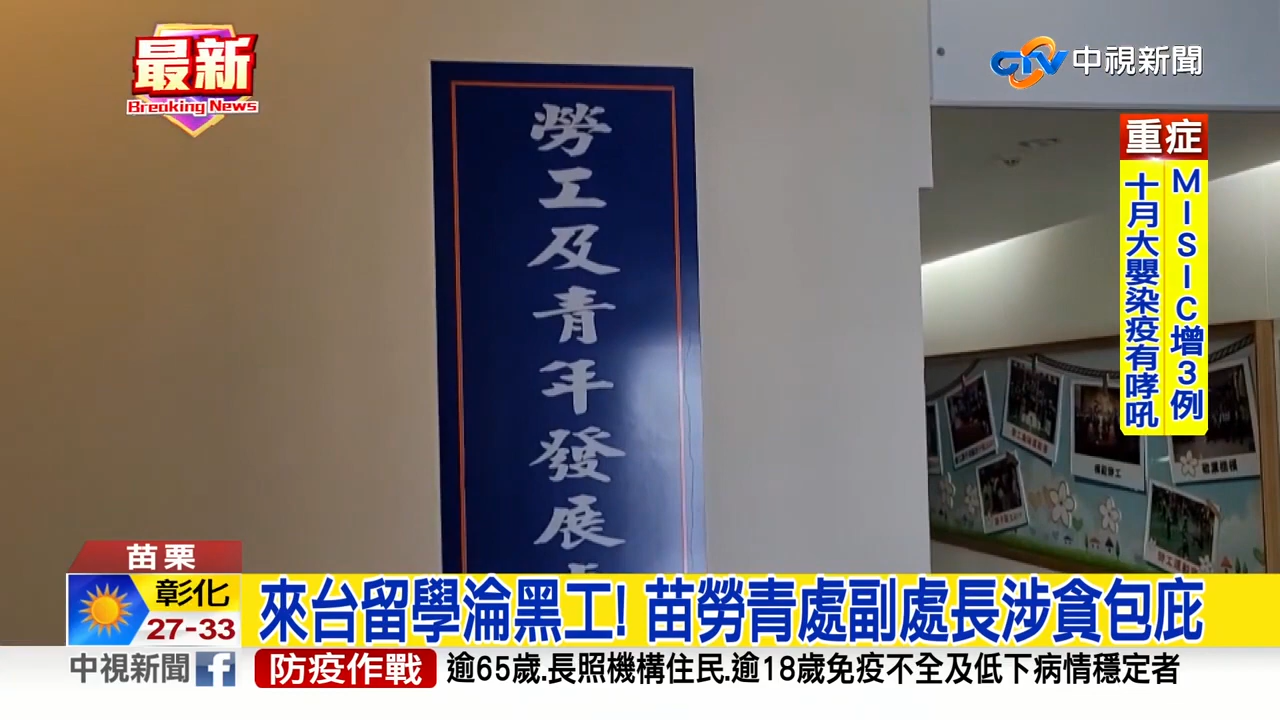 最新
Breaking News
CTV中視新聞
重症
MISIC增3例
十月大嬰染疫有哮吼
勞工及青年發展
苗栗
彰化
27-33
來台留學淪黑工! 苗勞青處副處長涉貪包庇
中視新聞
防疫作戰
逾65歲.長照機構住民.逾18歲免疫不全及低下病情穩定者